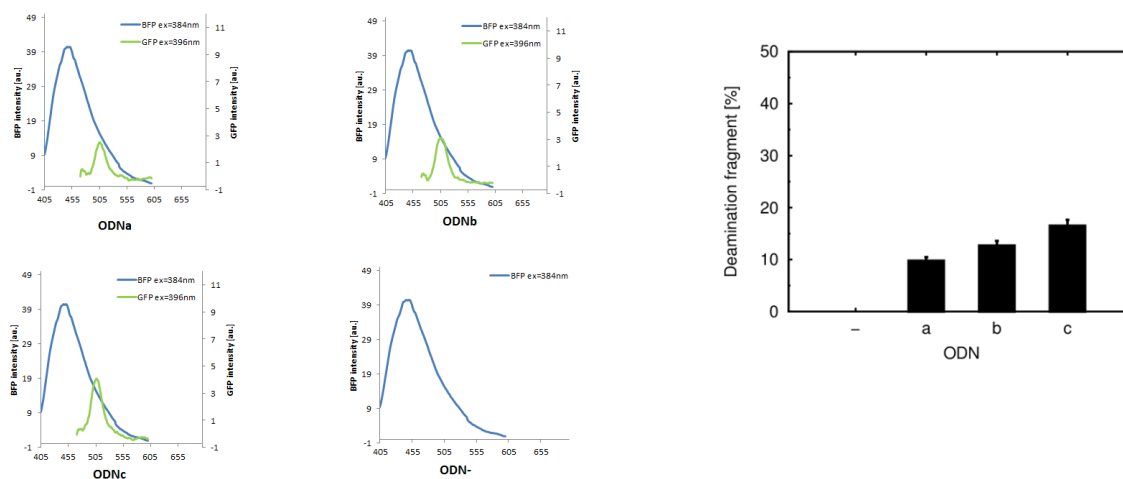 BFP ex=384nm
GFP ex=396nm
BFP intensity [au.]
49
39
29
19
9
-1
GFP intensity [au.]
11
9
7
5
3
1
-1
405 455 505 555 605 655
ODNa
BFP ex=384nm
GFP ex=396nm
BFP intensity [au.]
49
39
29
19
9
-1
GFP intensity [au.]
11
9
7
5
3
1
-1
405 455 505 555 605 655
ODNb
BFP ex=384nm
GFP ex=396nm
BFP intensity [au.]
49
39
29
19
9
-1
GFP intensity [au.]
11
9
7
5
3
1
-1
405 455 505 555 605 655
ODNc
BFP ex=384nm
BFP intensity [au.]
49
39
29
19
9
-1
405 455 505 555 605 655
ODN-
Deamination fragment [%]
50
40
30
20
10
0
– a b c
ODN